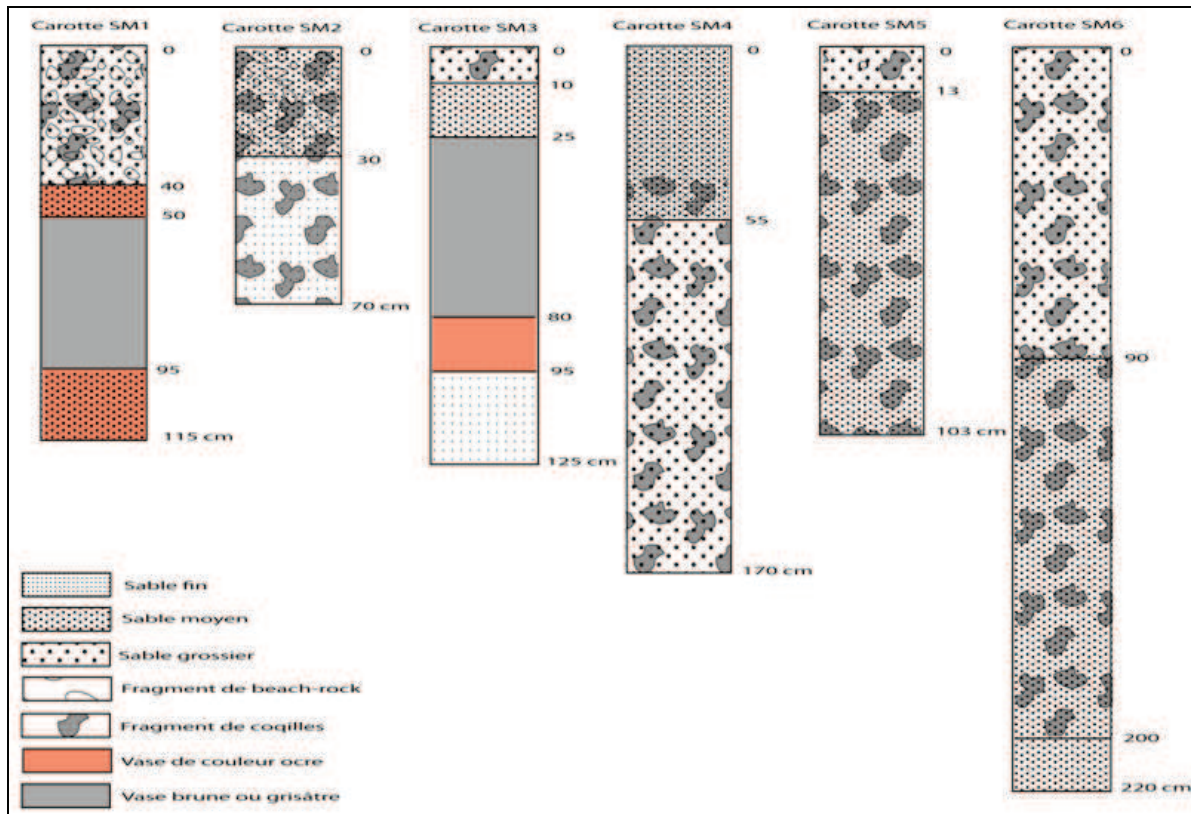 Carotte SM1
0
40
50
95
115 cm
Carotte SM2
0
30
70 cm
Carotte SM3
0
10
25
80
95
125 cm
Carotte SM4
0
55
170 cm
Carotte SM5
0
13
103 cm
Carotte SM6
0
90
200
220 cm
Sable fin
Sable moyen
Sable grossier
Fragment de beach-rock
Fragment de coqilles
Vase de couleur ocre
Vase brune ou grisâtre